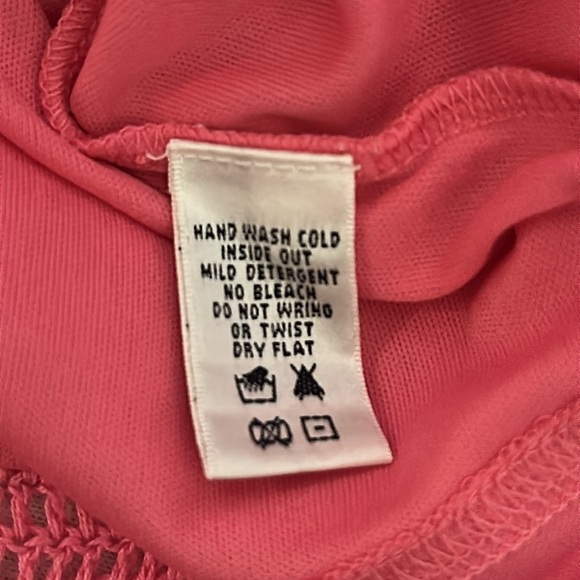 HAND WASH COLD
INSIDE OUT
MILD DETERGENT
NO BLEACH
DO NOT WRING
OR TWIST
DRY FLAT